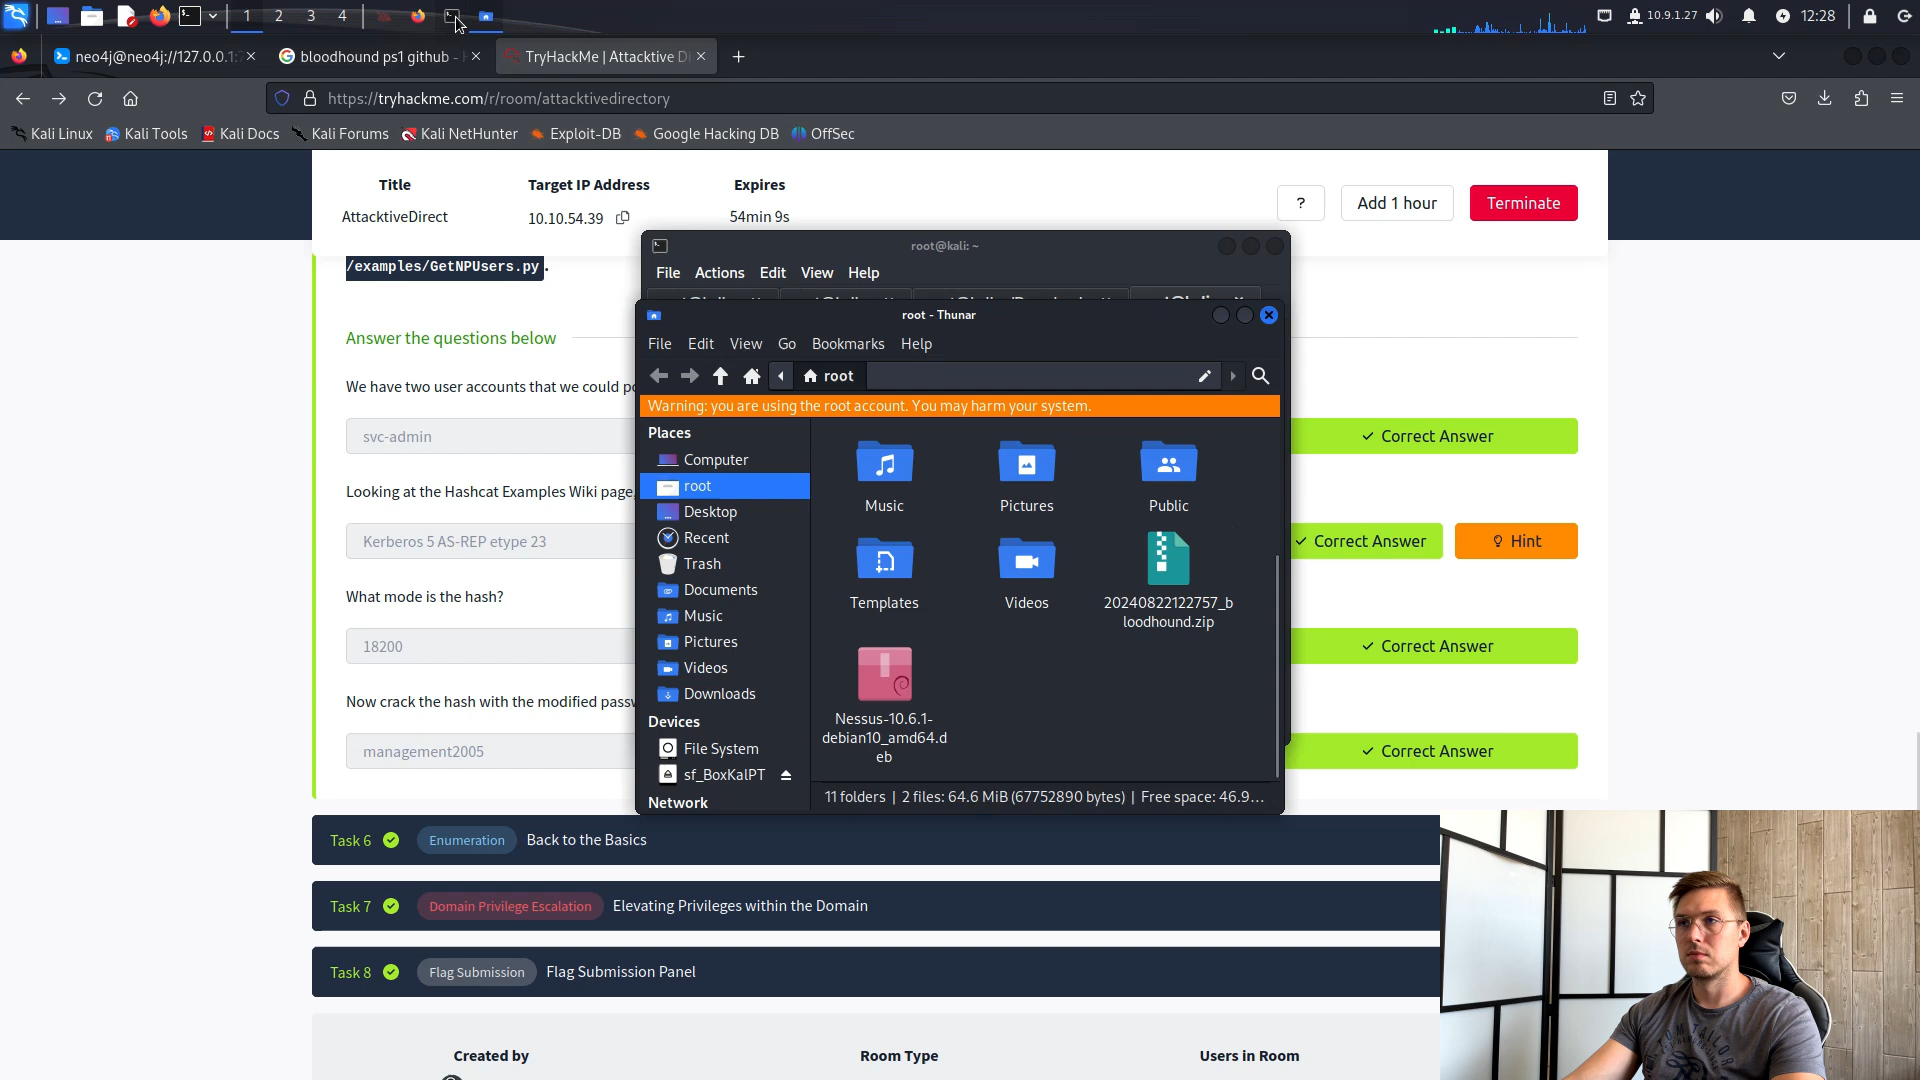 1
2
3
4
10.9.1.27
12:28
neo4j@neo4j://127.0.0.1:
bloodhound ps1 github -
TryHackMe | Attacktive Di
https://tryhackme.com/r/room/attacktivedirectory
Kali Linux
Kali Tools
Kali Docs
Kali Forums
Kali NetHunter
Exploit-DB
Google Hacking DB
OffSec
Title
Target IP Address
Expires
AttacktiveDirect
10.10.54.39
54min 9s
?
Add 1 hour
Terminate
/examples/GetNPUsers.py.
Answer the questions below
We have two user accounts that we could
svc-admin
Correct Answer
Looking at the Hashcat Examples Wiki page,
Kerberos 5 AS-REP etype 23
Correct Answer
Hint
What mode is the hash?
18200
Correct Answer
Now crack the hash with the modified
management2005
Correct Answer
root@kali: ~
File Actions Edit View Help
root - Thunar
File Edit View Go Bookmarks Help
root
Warning: you are using the root account. You may harm your system.
Places
Computer
root
Desktop
Recent
Trash
Documents
Music
Pictures
Videos
Downloads
Devices
File System
sf_BoxKalPT
Network
Music
Pictures
Public
Templates
Videos
20240822122757_b
loodhound.zip
Nessus-10.6.1-
debian10_amd64.d
eb
11 folders | 2 files: 64.6 MiB (67752890 bytes) | Free space: 46.9...
Task 6
Enumeration
Back to the Basics
Task 7
Domain Privilege Escalation
Elevating Privileges within the Domain
Task 8
Flag Submission
Flag Submission Panel
Created by
Room Type
Users in Room